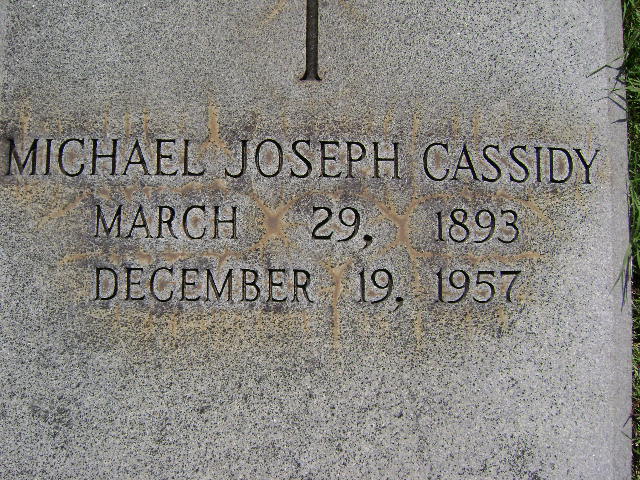 MICHAEL JOSEPH CASSIDY
MARCH 29, 1893
DECEMBER 19, 1957